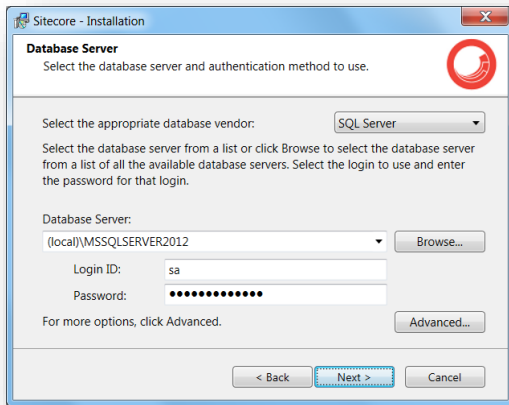 Sitecore - Installation
Database Server
Select the database server and authentication method to use.
Select the appropriate database vendor:
SQL Server
Select the database server from a list or click Browse to select the database server
from a list of all the available database servers. Select the login to use and enter
the password for that login.
Database Server:
(local)\MSSQLSERVER2012
Browse...
Login ID:
sa
Password:
•••••••••••••
For more options, click Advanced.
Advanced...
< Back
Next >
Cancel